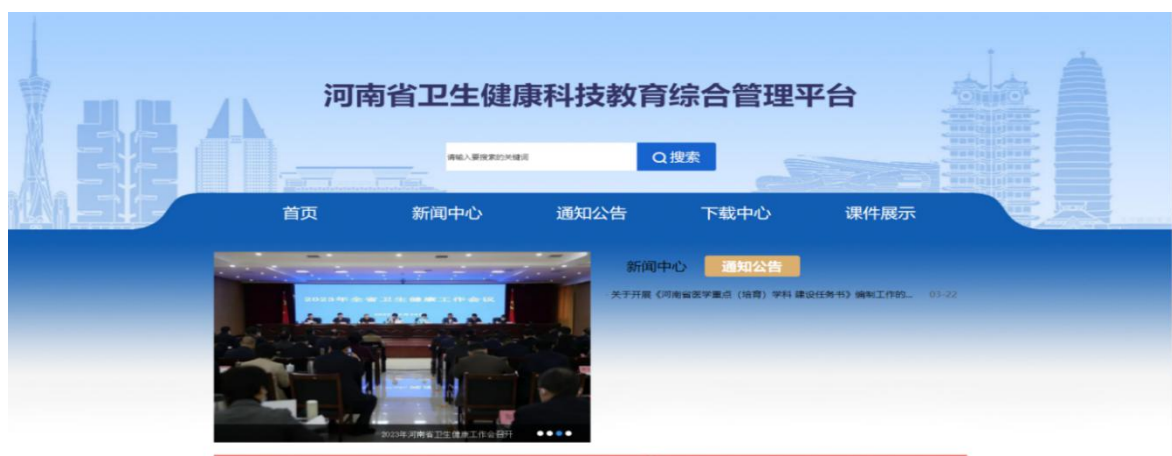 河南省卫生健康科技教育综合管理平台
请输入要搜索的关键词
搜索
首页 新闻中心 通知公告 下载中心 课件展示
新闻中心 通知公告
关于开展《河南省医学重点（培育）学科 建设任务书》编制工作的... 03-22
2023年全省卫生健康工作会议
2023年河南省卫生健康工作会召开